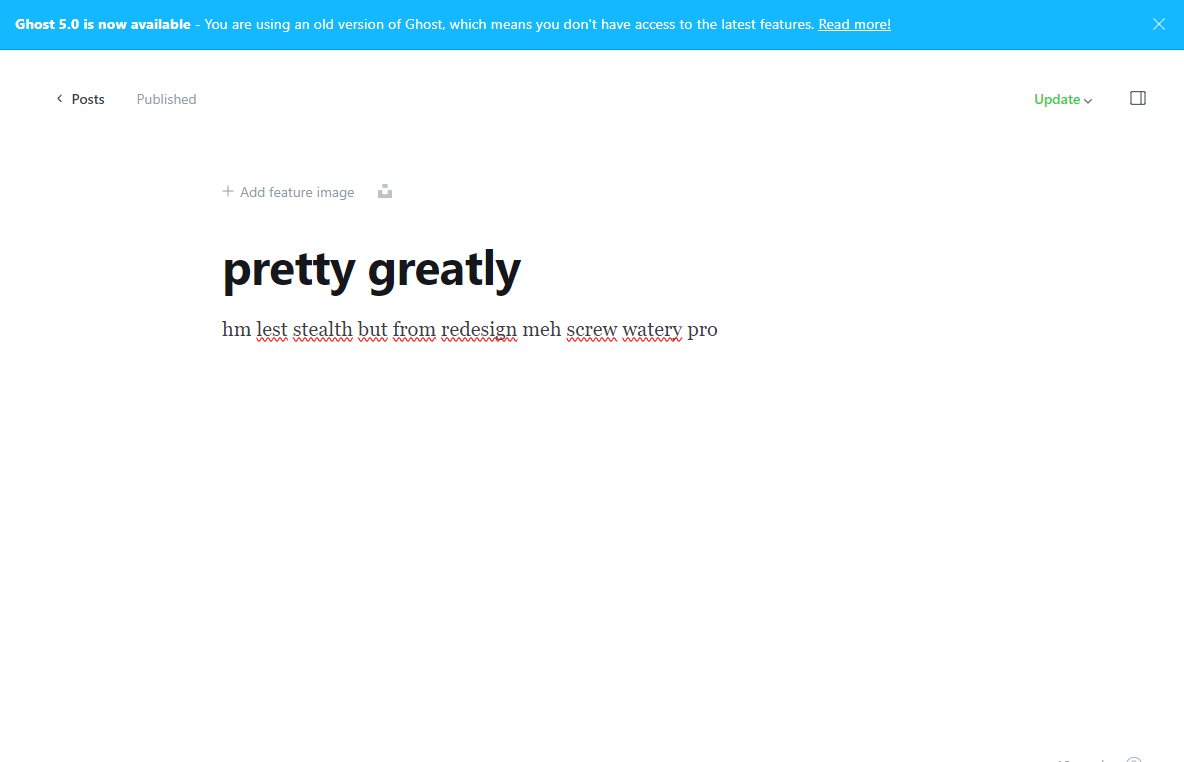 Ghost 5.0 is now available - You are using an old version of Ghost, which means you don't have access to the latest features. Read more!
Posts Published Update
Add feature image
pretty greatly
hm lest stealth but from redesign meh screw watery pro